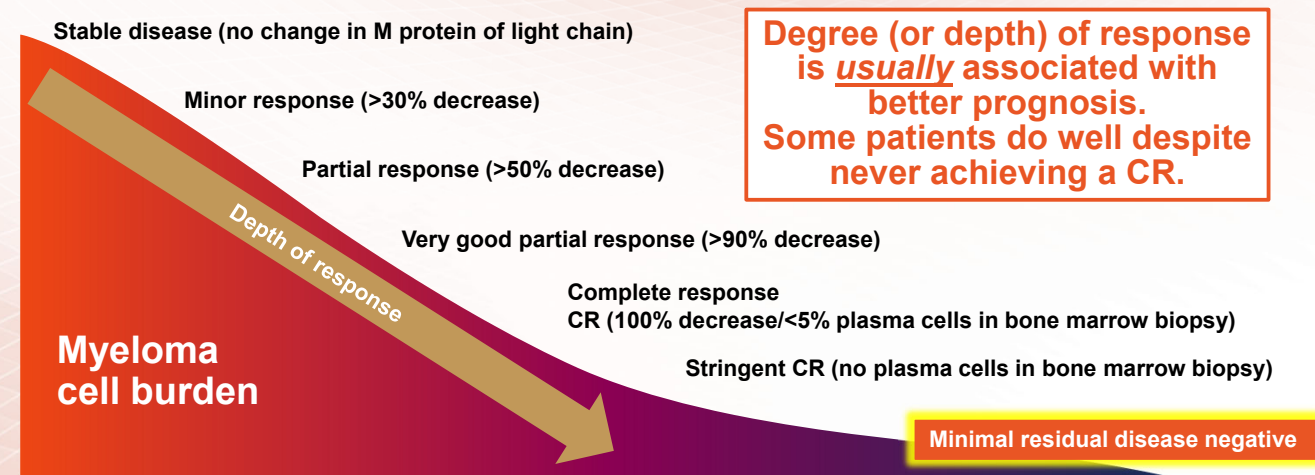 Stable disease (no change in M protein of light chain)
Minor response (>30% decrease)
Partial response (>50% decrease)
Very good partial response (>90% decrease)
Complete response
CR (100% decrease/<5% plasma cells in bone marrow biopsy)
Stringent CR (no plasma cells in bone marrow biopsy)
Minimal residual disease negative
Depth of response
Myeloma
cell burden
Degree (or depth) of response
is usually associated with
better prognosis.
Some patients do well despite
never achieving a CR.